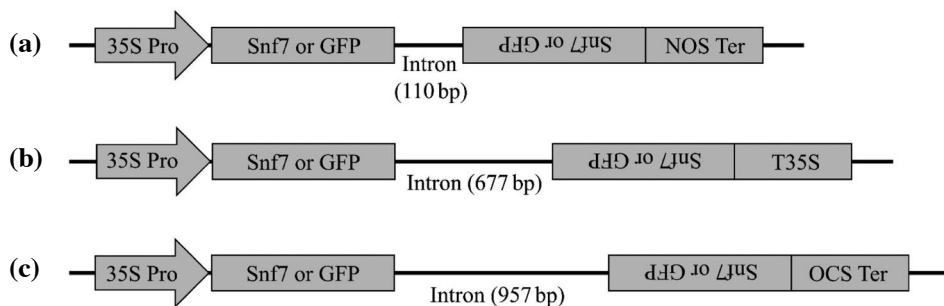 (a) 35S Pro Snf7 or GFP Snf7 or GFP NOS Ter
Intron
(110 bp)
(b) 35S Pro Snf7 or GFP Snf7 or GFP T35S
Intron (677 bp)
(c) 35S Pro Snf7 or GFP Snf7 or GFP OCS Ter
Intron (957 bp)